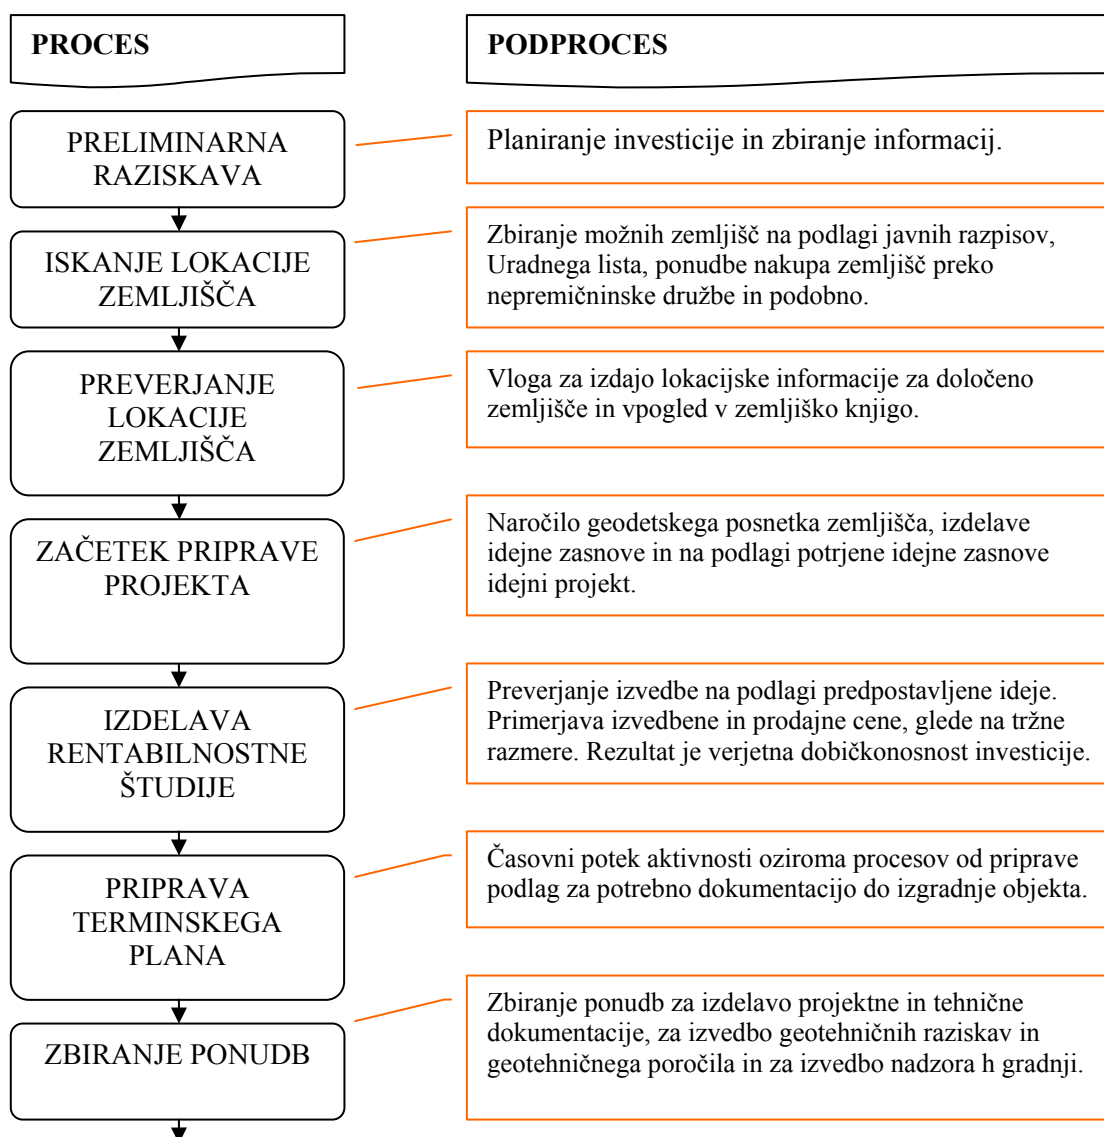 PROCES
PODPROCES
PRELIMINARNA
RAZISKAVA
Planiranje investicije in zbiranje informacij.
ISKANJE LOKACIJE
ZEMLJIŠČA
Zbiranje možnih zemljišč na podlagi javnih razpisov,
Uradnega lista, ponudbe nakupa zemljišč preko
nepremičninske družbe in podobno.
PREVERJANJE
LOKACIJE
ZEMLJIŠČA
Vloga za izdajo lokacijske informacije za določeno
zemljišče in vpogled v zemljiško knjigo.
ZAČETEK PRIPRAVE
PROJEKTA
Naročilo geodetskega posnetka zemljišča, izdelave
idejne zasnove in na podlagi potrjene idejne zasnove
idejni projekt.
IZDELAVA
RENTABILNOSTNE
ŠTUDIJE
Preverjanje izvedbe na podlagi predpostavljene ideje.
Primerjava izvedbene in prodajne cene, glede na tržne
razmere. Rezultat je verjetna dobičkonosnost investicije.
PRIPRAVA
TERMINSKEGA
PLANA
Časovni potek aktivnosti oziroma procesov od priprave
podlag za potrebno dokumentacijo do izgradnje objekta.
ZBIRANJE PONUDB
Zbiranje ponudb za izdelavo projektne in tehnične
dokumentacije, za izvedbo geotehničnih raziskav in
geotehničnega poročila in za izvedbo nadzora h gradnji.